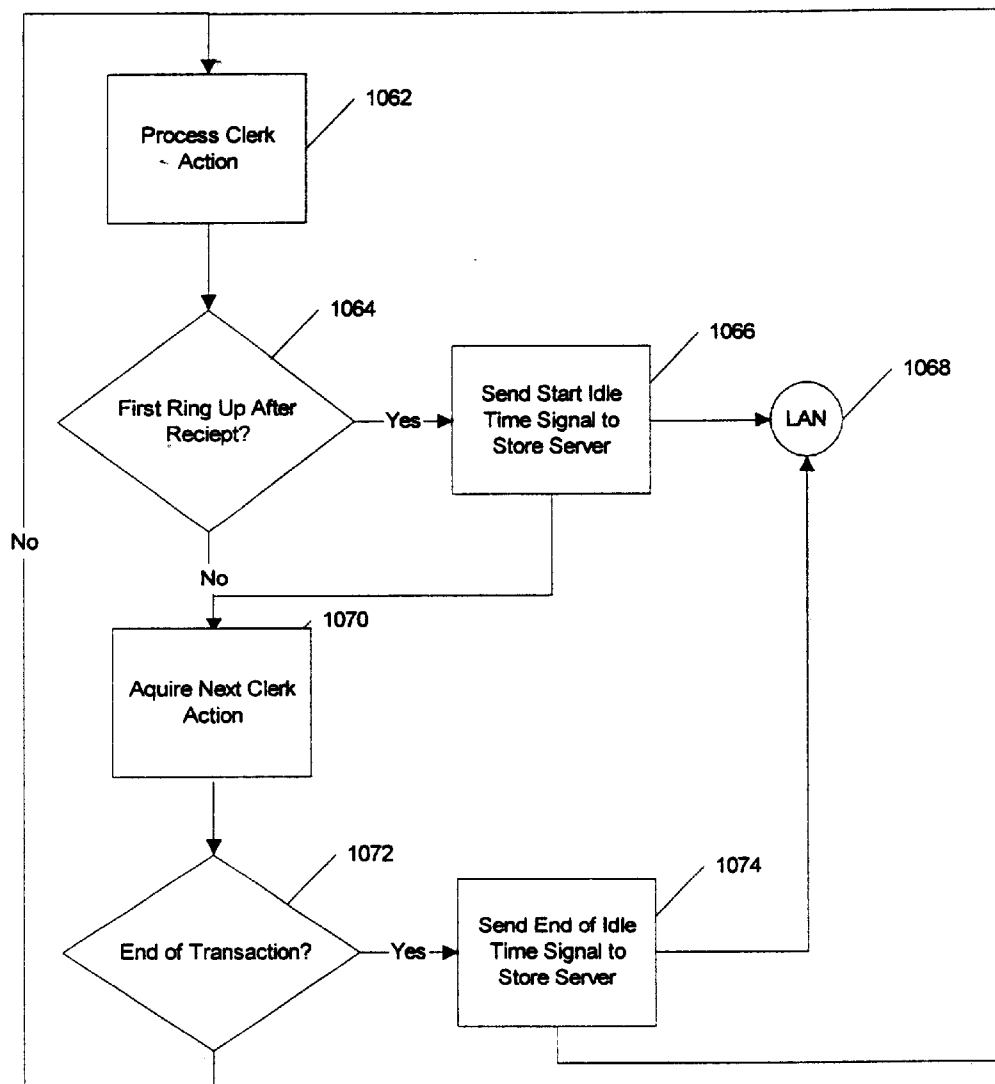 1062
Process Clerk
Action
1064
First Ring Up After
Reciept?
Yes
1066
Send Start Idle
Time Signal to
Store Server
1068
LAN
No
No
1070
Aquire Next Clerk
Action
1072
End of Transaction?
Yes
1074
Send End of Idle
Time Signal to
Store Server